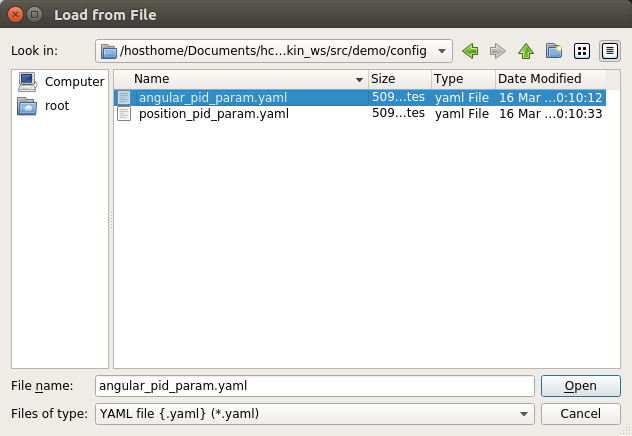 Load from File
Look in: /hosthome/Documents/hc...kin_ws/src/demo/config
Computer
root
Name Size Type Date Modified
angular_pid_param.yaml 509...tes yaml File 16 Mar ...0:10:12
position_pid_param.yaml 509...tes yaml File 16 Mar ...0:10:33
File name: angular_pid_param.yaml Open
Files of type: YAML file {.yaml} (*.yaml) Cancel